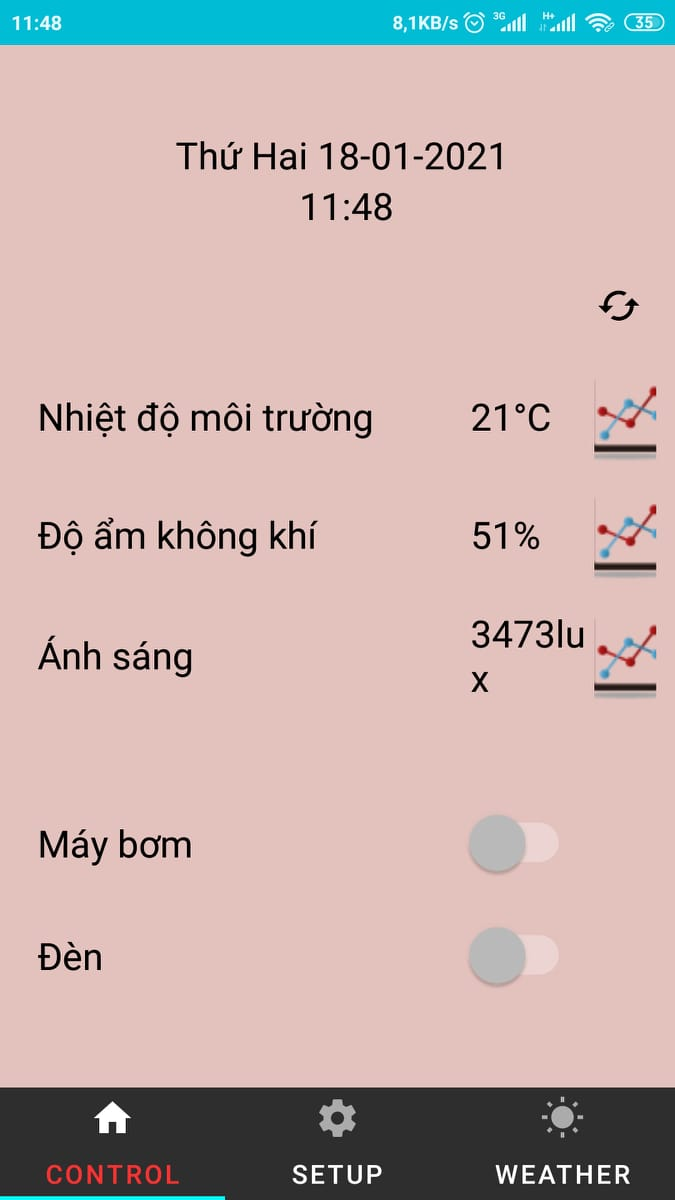 11:48 8,1KB/s 3G H+ 35
Thứ Hai 18-01-2021
11:48
Nhiệt độ môi trường 21°C
Độ ẩm không khí 51%
Ánh sáng 3473lu
x
Máy bơm
Đèn
CONTROL SETUP WEATHER